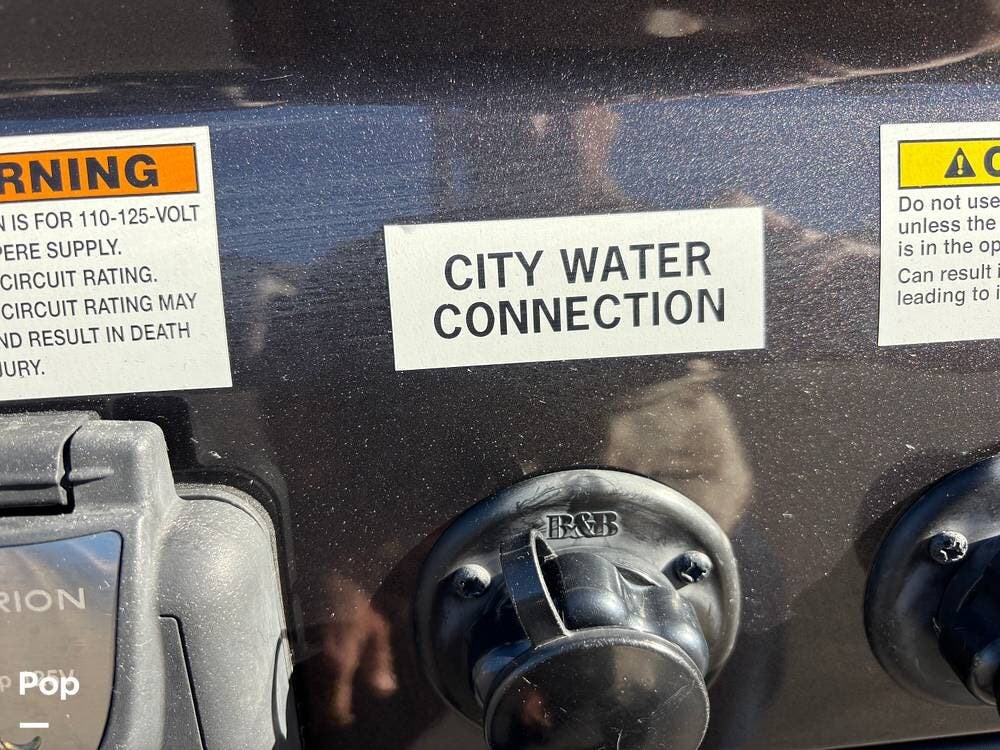 RNING
N IS FOR 110-125-VOLT
PERE SUPPLY.
CIRCUIT RATING.
CIRCUIT RATING MAY
ND RESULT IN DEATH
JURY.
CITY WATER
CONNECTION
Do not use
unless the
is in the op
Can result i
leading to i
B&B
RION
Pop